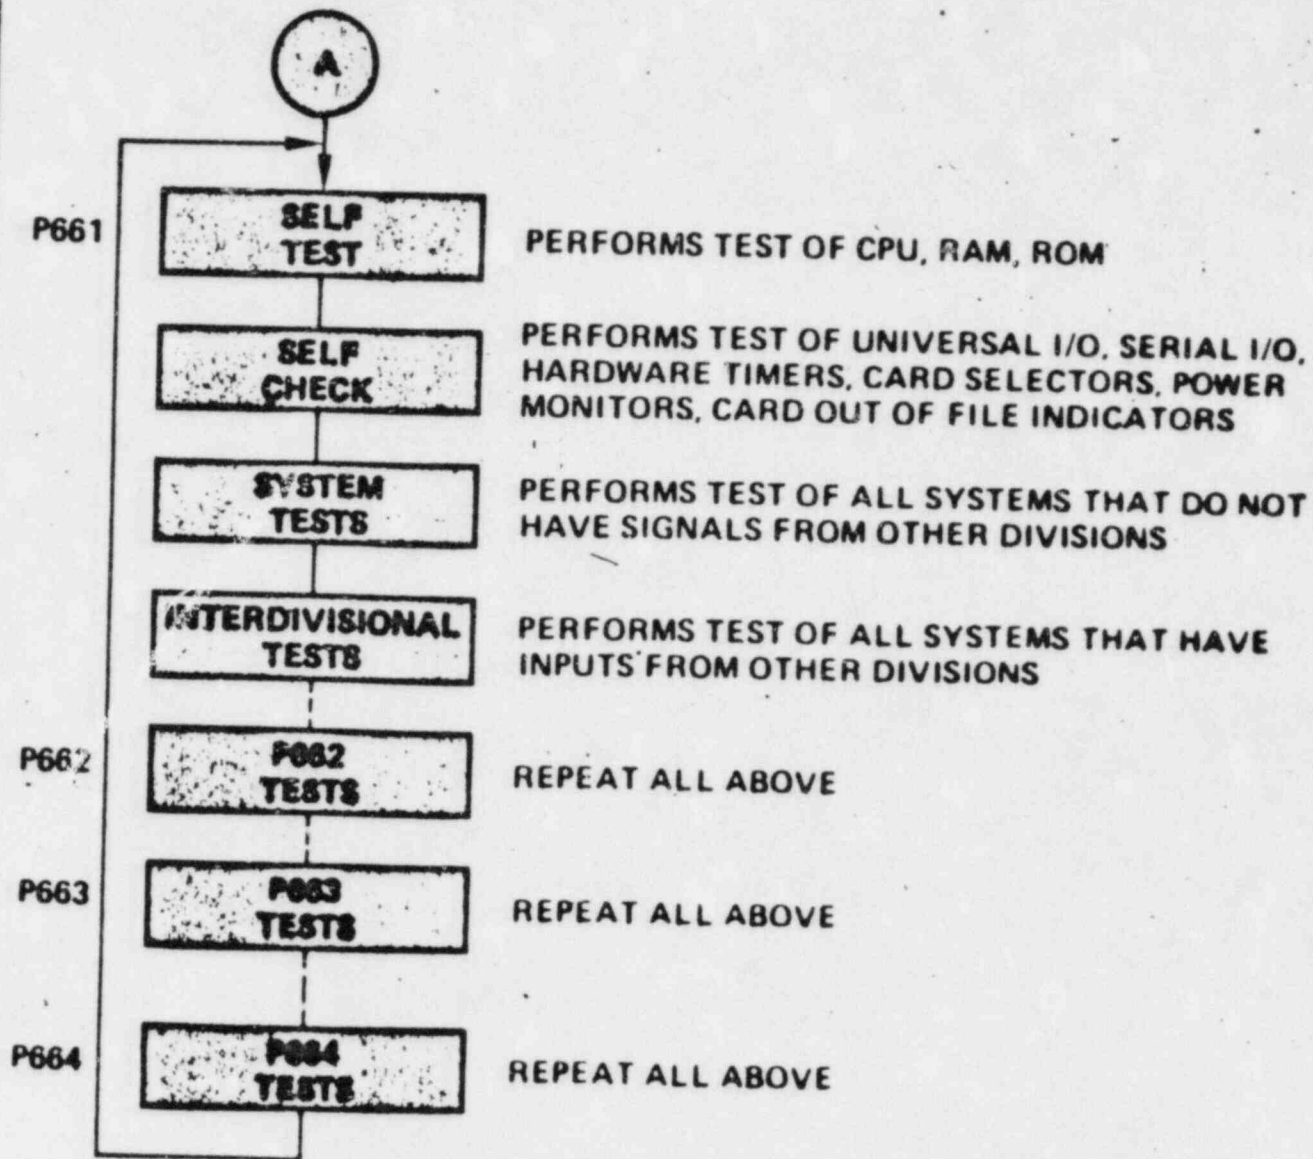 A
P661
SELF
TEST
PERFORMS TEST OF CPU, RAM, ROM
SELF
CHECK
PERFORMS TEST OF UNIVERSAL I/O, SERIAL I/O,
HARDWARE TIMERS, CARD SELECTORS, POWER
MONITORS, CARD OUT OF FILE INDICATORS
SYSTEM
TESTS
PERFORMS TEST OF ALL SYSTEMS THAT DO NOT
HAVE SIGNALS FROM OTHER DIVISIONS
INTERDIVISIONAL
TESTS
PERFORMS TEST OF ALL SYSTEMS THAT HAVE
INPUTS FROM OTHER DIVISIONS
P662
P662
TESTS
REPEAT ALL ABOVE
P663
P663
TESTS
REPEAT ALL ABOVE
P664
P664
TESTS
REPEAT ALL ABOVE